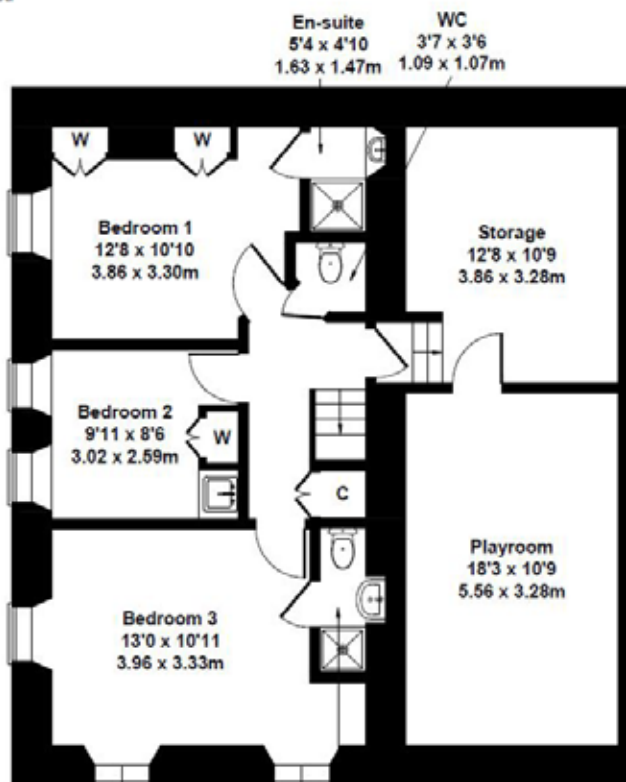 En-suite
5'4 x 4'10
1.63 x 1.47m
WC
3'7 x 3'6
1.09 x 1.07m
W
W
Bedroom 1
12'8 x 10'10
3.86 x 3.30m
Storage
12'8 x 10'9
3.86 x 3.28m
Bedroom 2
9'11 x 8'6
3.02 x 2.59m
W
C
Playroom
18'3 x 10'9
5.56 x 3.28m
Bedroom 3
13'0 x 10'11
3.96 x 3.33m